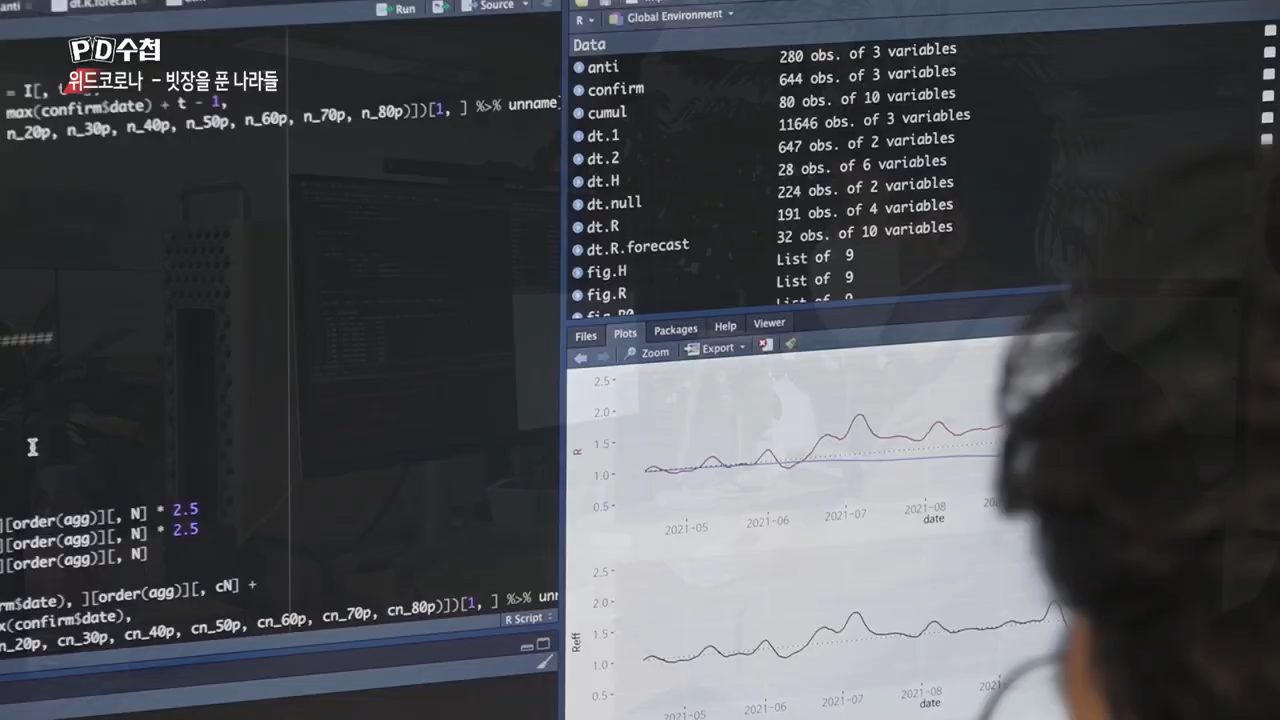 PD수첩
위드코로나 - 빗장을 푼 나라들
dt.R.forecast
Run
Source
= I[,
max(confirm$date) + t - 1,
n_20p, n_30p, n_40p, n_50p, n_60p, n_70p, n_80p)])[1, ] %>% unname
######
][order(agg)][, N] * 2.5
][order(agg)][, N] * 2.5
][order(agg)][, N]
rm$date), ][order(agg)][, cN] +
x(confirm$date),
n_20p, cn_30p, cn_40p, cn_50p, cn_60p, cn_70p, cn_80p)])[1, ] %>% unn
R Script
R
Global Environment
Data
anti 280 obs. of 3 variables
confirm 644 obs. of 3 variables
cumul 80 obs. of 10 variables
dt.1 11646 obs. of 3 variables
dt.2 647 obs. of 2 variables
dt.H 28 obs. of 6 variables
dt.null 224 obs. of 2 variables
dt.R 191 obs. of 4 variables
dt.R.forecast 32 obs. of 10 variables
fig.H List of 9
fig.R List of 9
fig.R0 List of 9
Files Plots Packages Help Viewer
Zoom Export
2.5
2.0
1.5
1.0
0.5
R
2021-05 2021-06 2021-07 2021-08
date
2.5
2.0
1.5
1.0
0.5
Reff
2021-05 2021-06 2021-07 2021-08
date